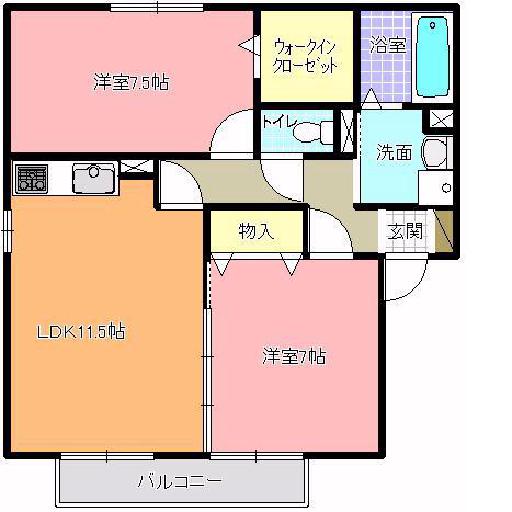 ウォークイン
クローゼット
浴室
洋室7.5帖
トイレ
洗面
物入
玄関
LDK11.5帖
洋室7帖
バルコニー